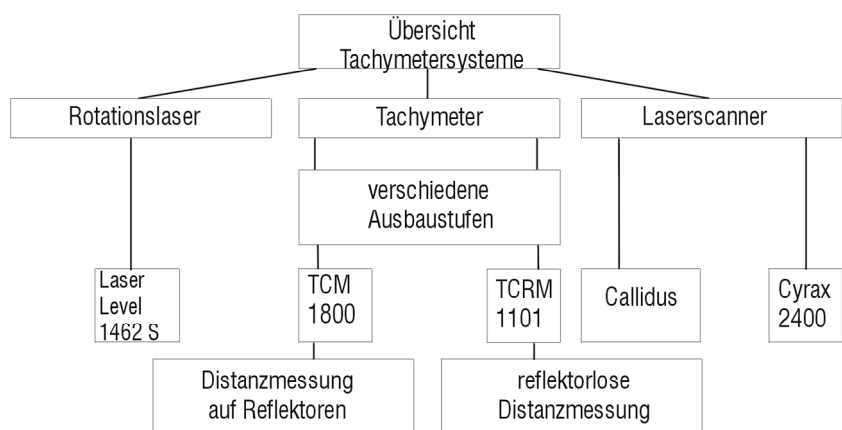 Übersicht
Tachymetersysteme
Rotationslaser
Tachymeter
Laserscanner
verschiedene
Ausbaustufen
Laser
Level
1462 S
TCM
1800
TCRM
1101
Callidus
Cyrax
2400
Distanzmessung
auf Reflektoren
reflektorlose
Distanzmessung